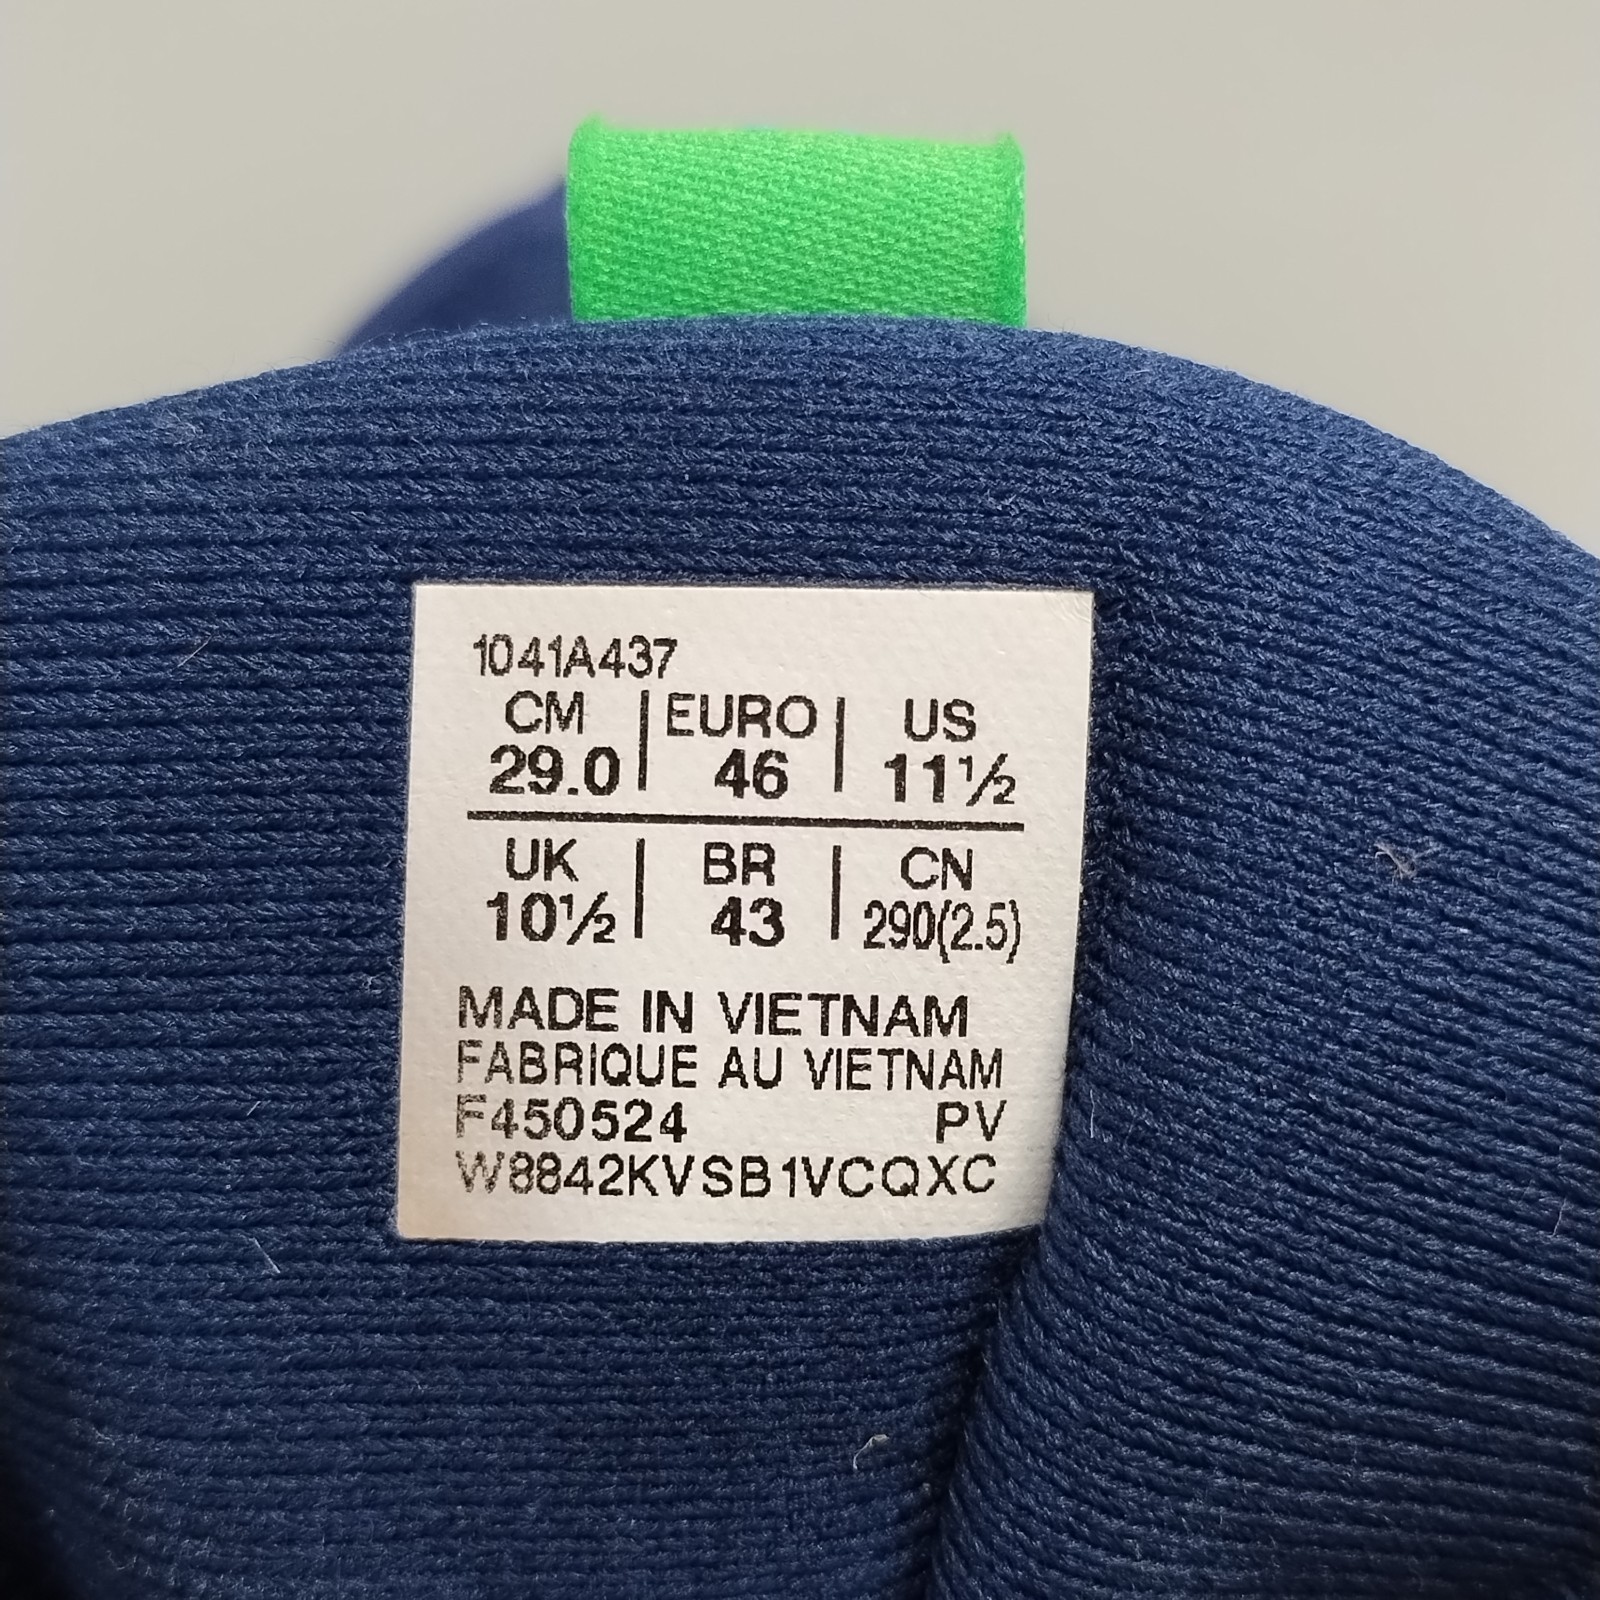 1041A437
CM | EURO | US
29.0 | 46 | 11½
UK | BR | CN
10½ | 43 | 290(2.5)
MADE IN VIETNAM
FABRIQUE AU VIETNAM
F450524 PV
W8842KVSB1VCQXC